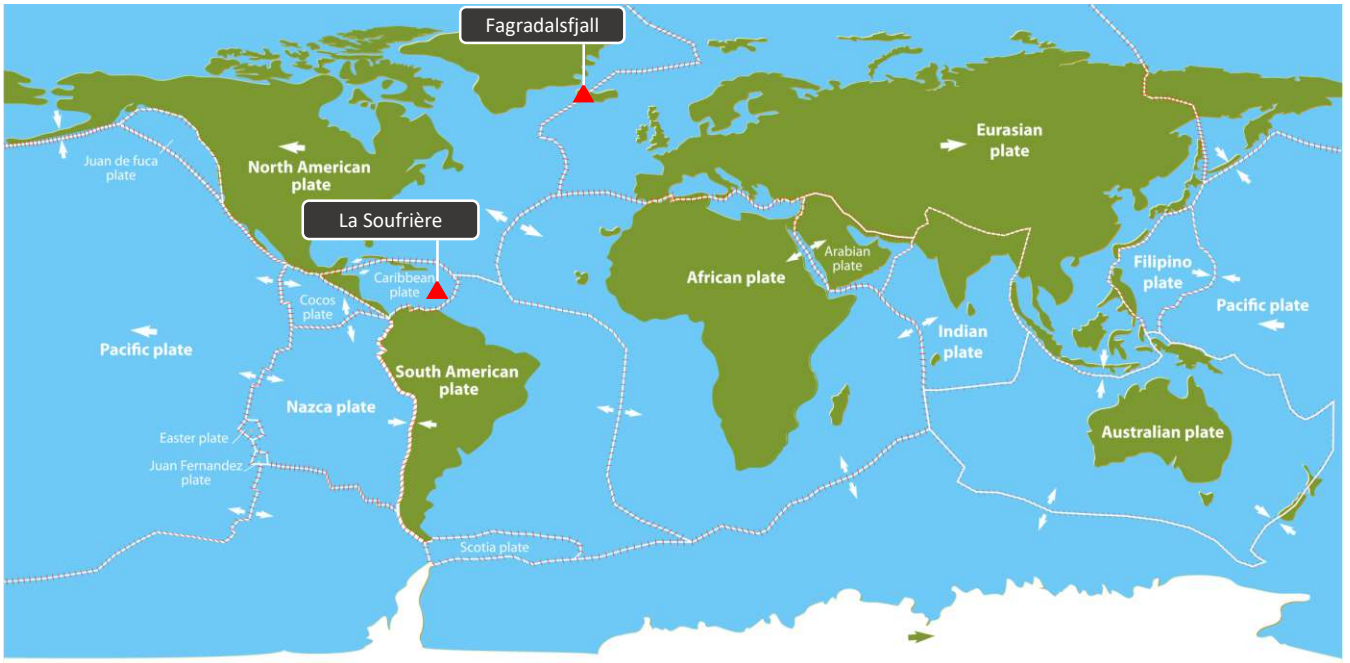 Fagradalsfjall
Eurasian
plate
Juan de fuca
plate
North American
plate
La Soufrière
Caribbean
plate
Arabian
plate
African plate
Filipino
plate
Cocos
plate
Pacific plate
Indian
plate
Pacific plate
South American
plate
Nazca plate
Easter plate
Australian plate
Juan Fernandez
plate
Scotia plate